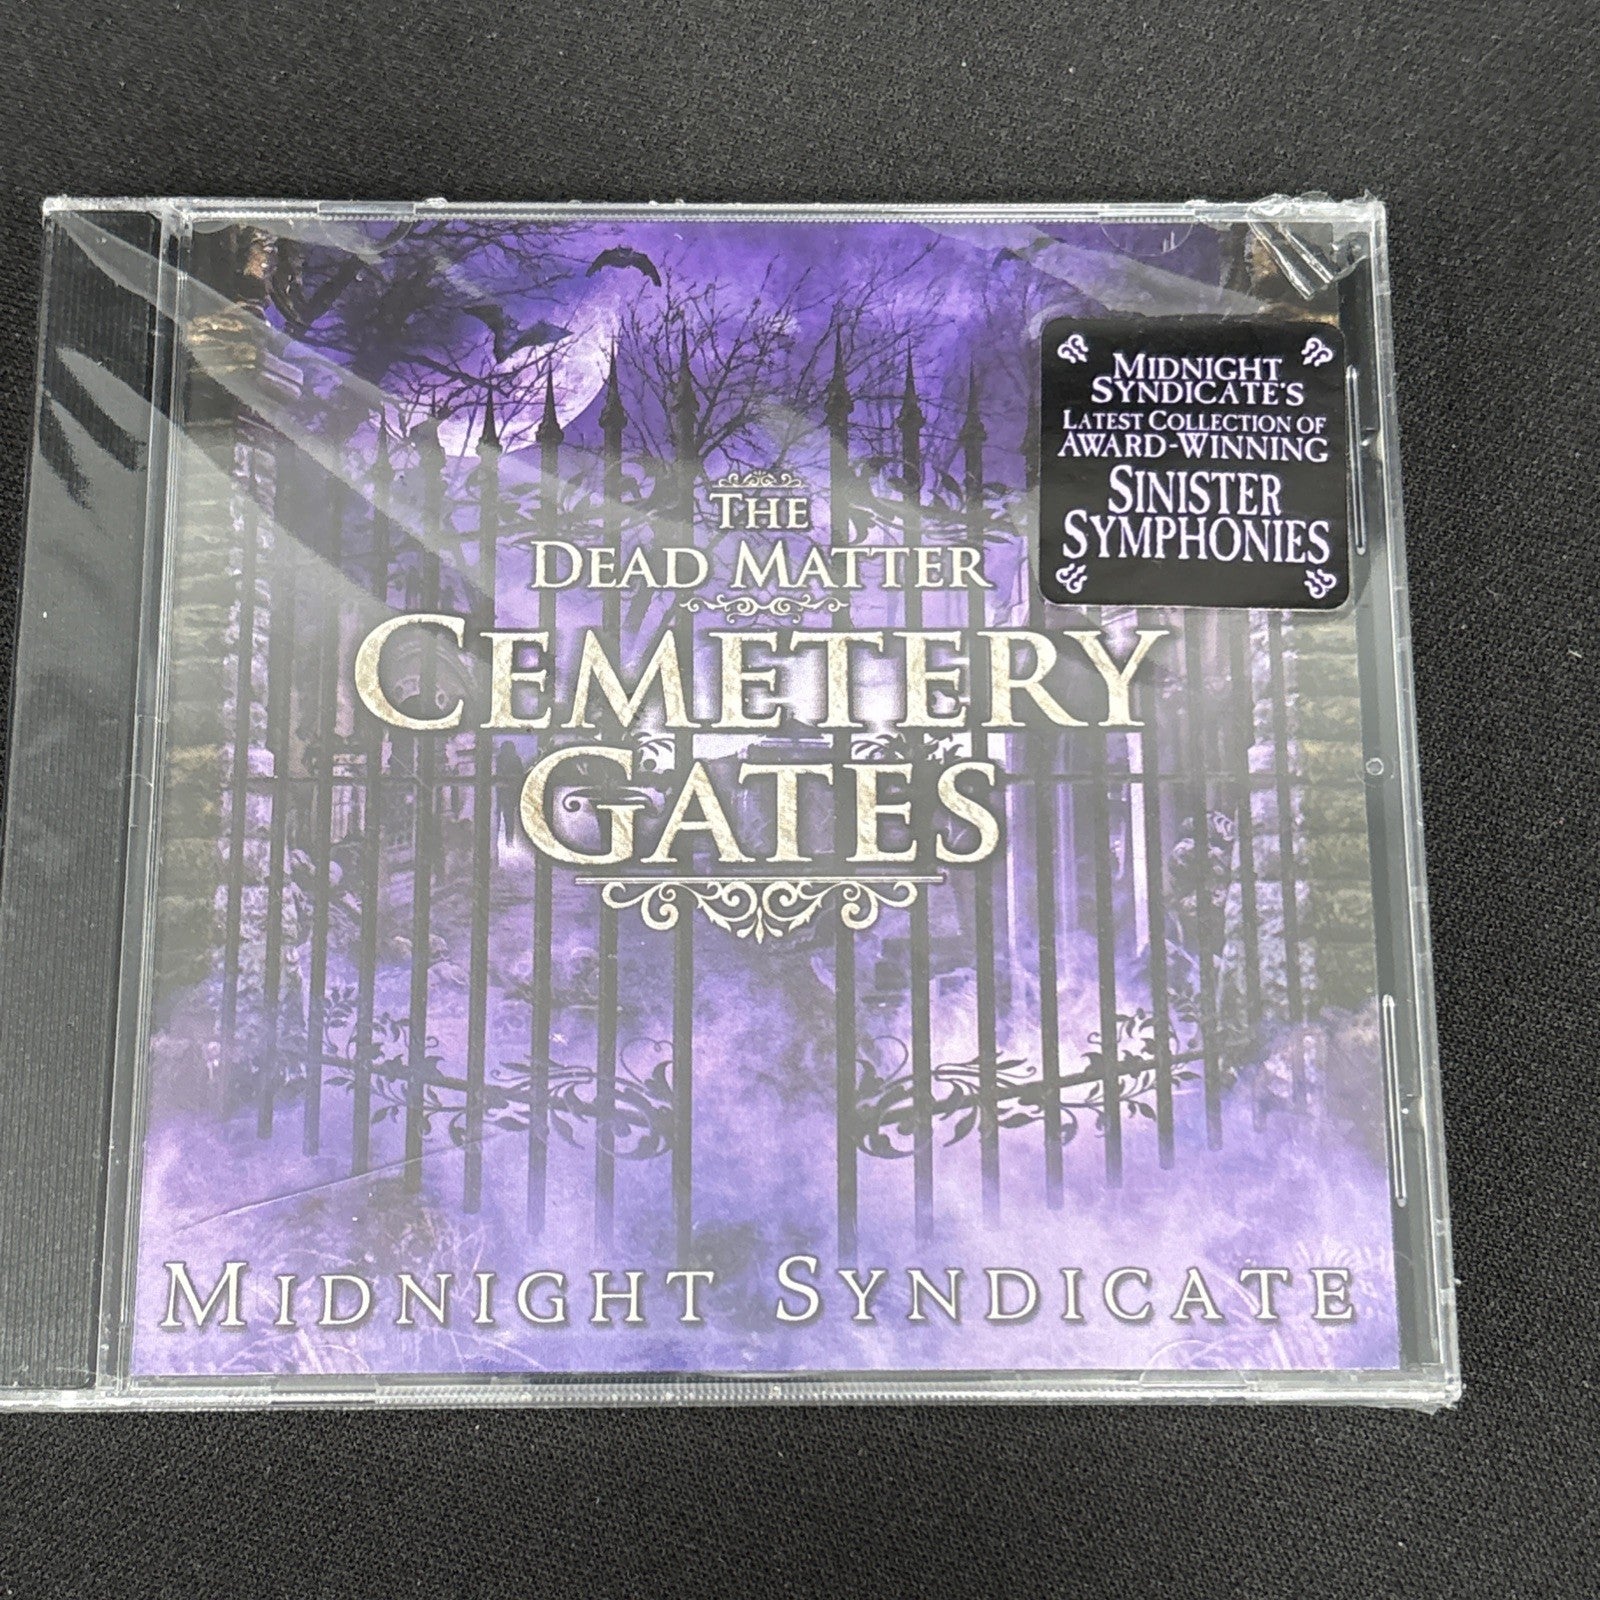 MIDNIGHT
SYNDICATE'S
LATEST COLLECTION OF
AWARD-WINNING
SINISTER
SYMPHONIES
THE
DEAD MATTER
CEMETERY
GATES
MIDNIGHT SYNDICATE